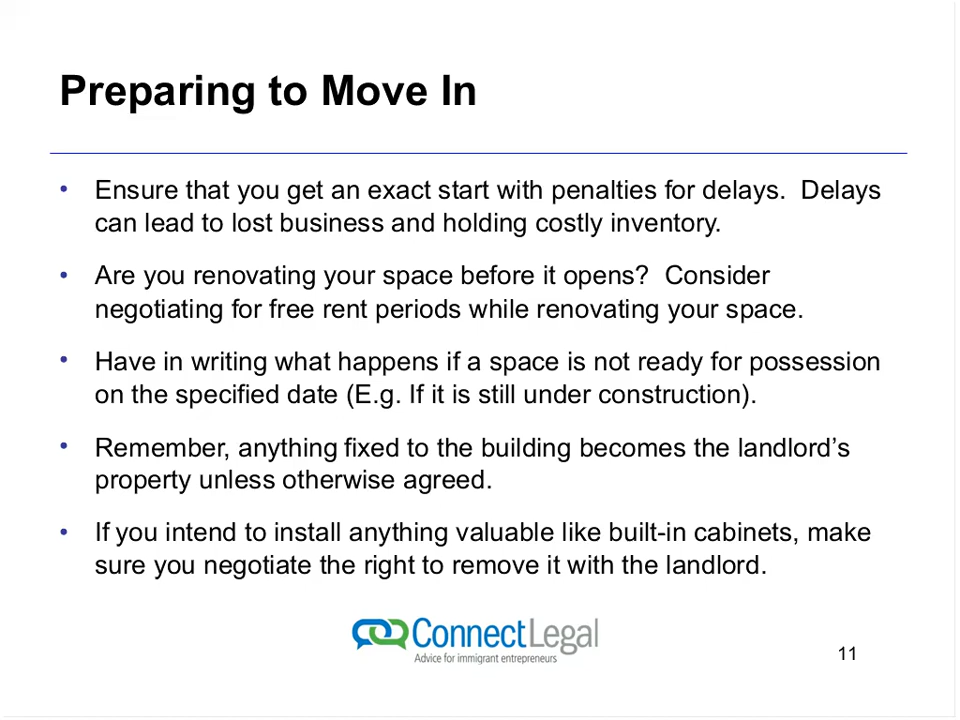 Preparing to Move In
• Ensure that you get an exact start with penalties for delays.  Delays
can lead to lost business and holding costly inventory.
• Are you renovating your space before it opens?  Consider
negotiating for free rent periods while renovating your space.
• Have in writing what happens if a space is not ready for possession
on the specified date (E.g. If it is still under construction).
• Remember, anything fixed to the building becomes the landlord’s
property unless otherwise agreed.
• If you intend to install anything valuable like built-in cabinets, make
sure you negotiate the right to remove it with the landlord.
ConnectLegal
Advice for immigrant entrepreneurs
11